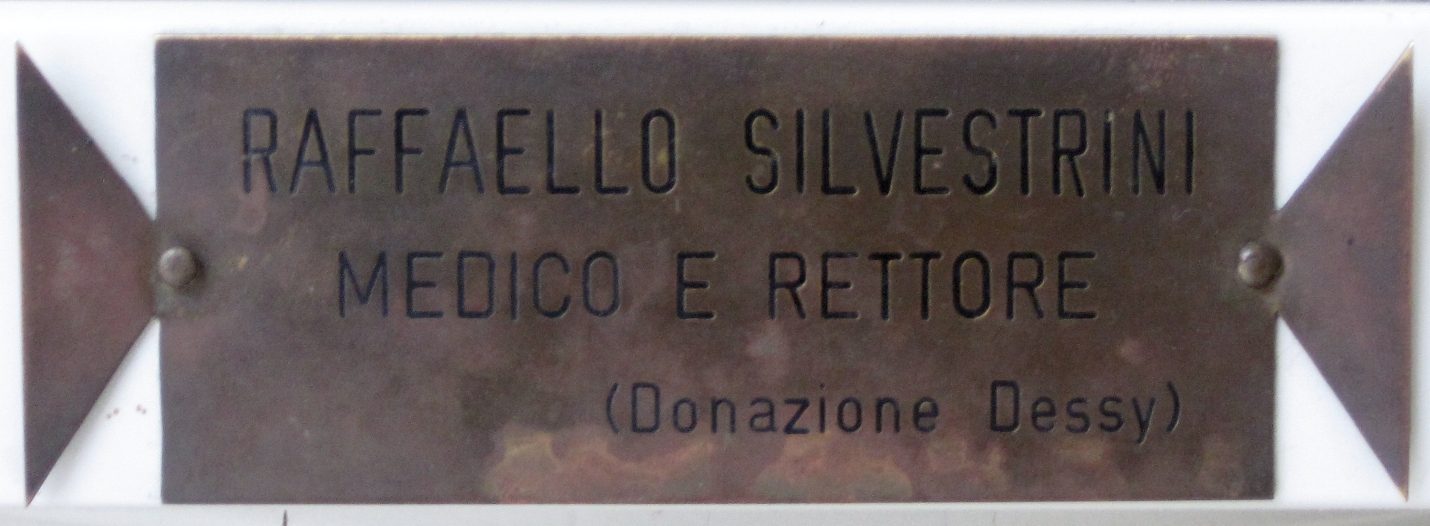 RAFFAELLO SILVESTRINI
MEDICO E RETTORE
(Donazione Dessy)